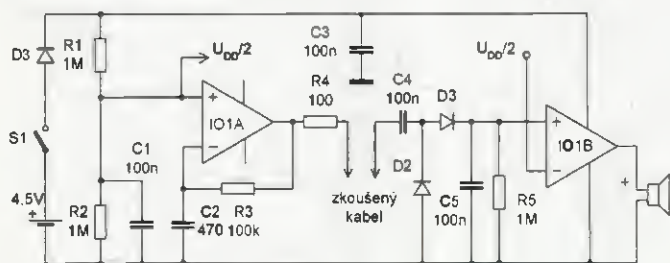 D3
R1
1M
U_DD/2
C3
100n
R4
100
C4
100n
D3
U_DD/2
+
−
IO1A
S1
C1
100n
4.5V
+
R2
1M
C2
470
R3
100k
zkoušený
kabel
D2
C5
100n
R5
1M
+
−
IO1B
+